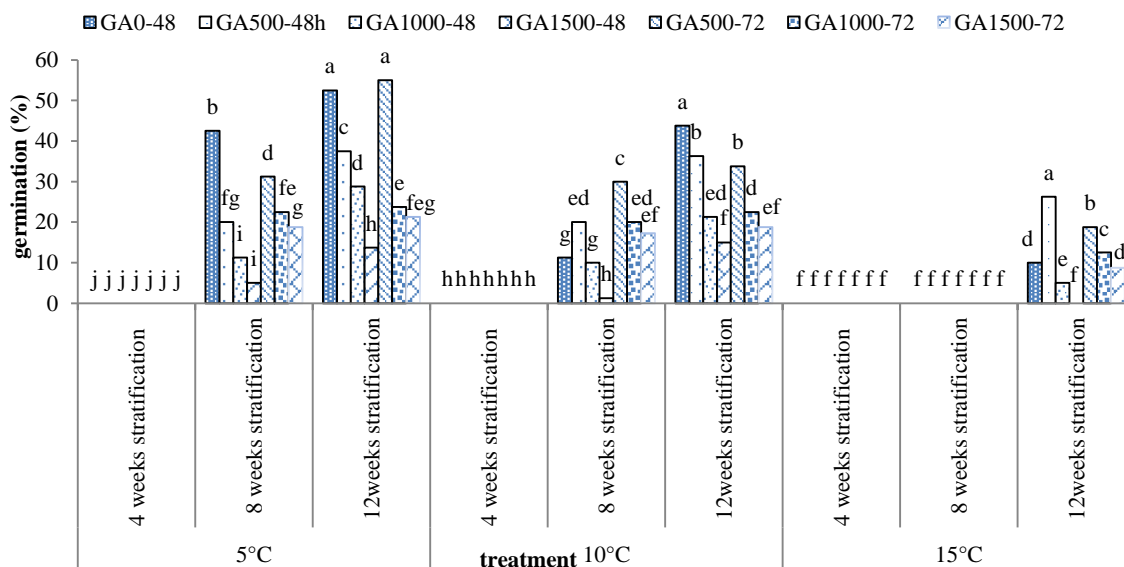 GA0-48 GA500-48h GA1000-48 GA1500-48 GA500-72 GA1000-72 GA1500-72
germination (%)
60
50
40
30
20
10
0
j j j j j j j
b fg i i d fe g
a c d h a e feg
h h h h h h h
g ed g h c ed ef
a b ed f b d ef
f f f f f f f
f f f f f f f
d a e f b c d
4 weeks stratification
8 weeks stratification
12weeks stratification
4 weeks stratification
8 weeks stratification
12weeks stratification
4 weeks stratification
8 weeks stratification
12weeks stratification
5°C 10°C 15°C
treatment